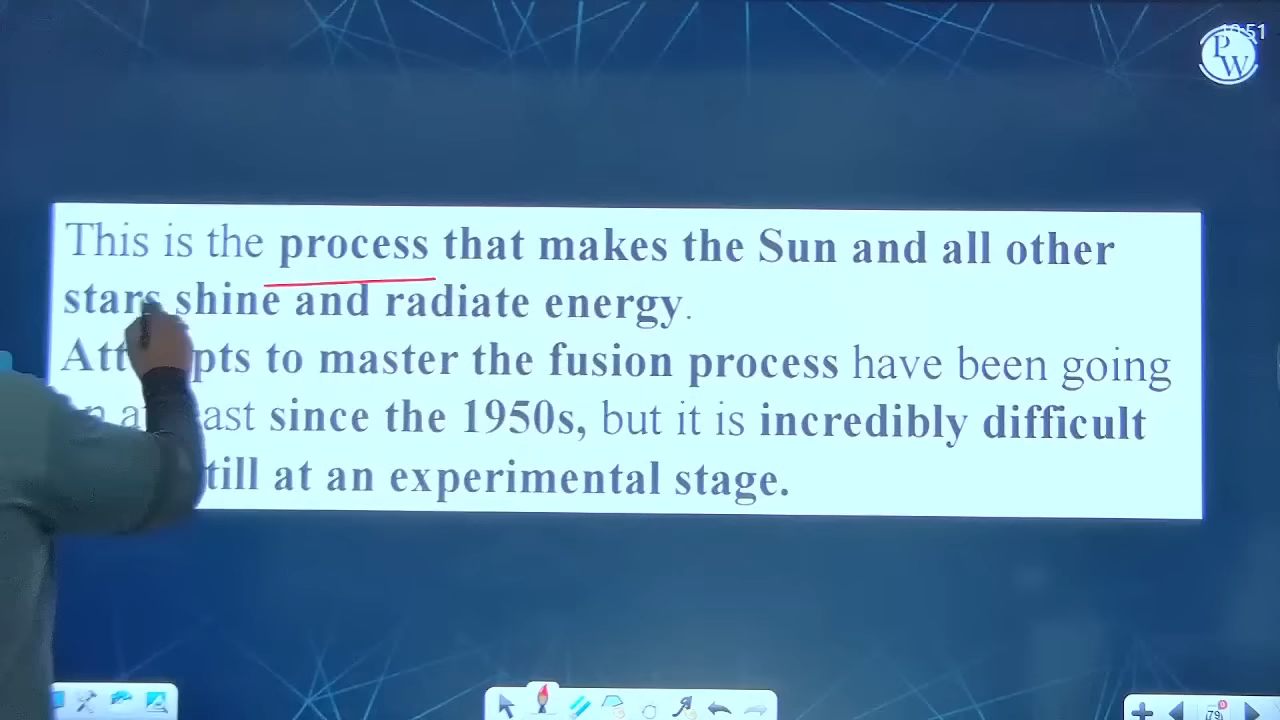 PW
51
This is the process that makes the Sun and all other
stars shine and radiate energy.
pts to master the fusion process have been going
ast since the 1950s, but it is incredibly difficult
till at an experimental stage.
79